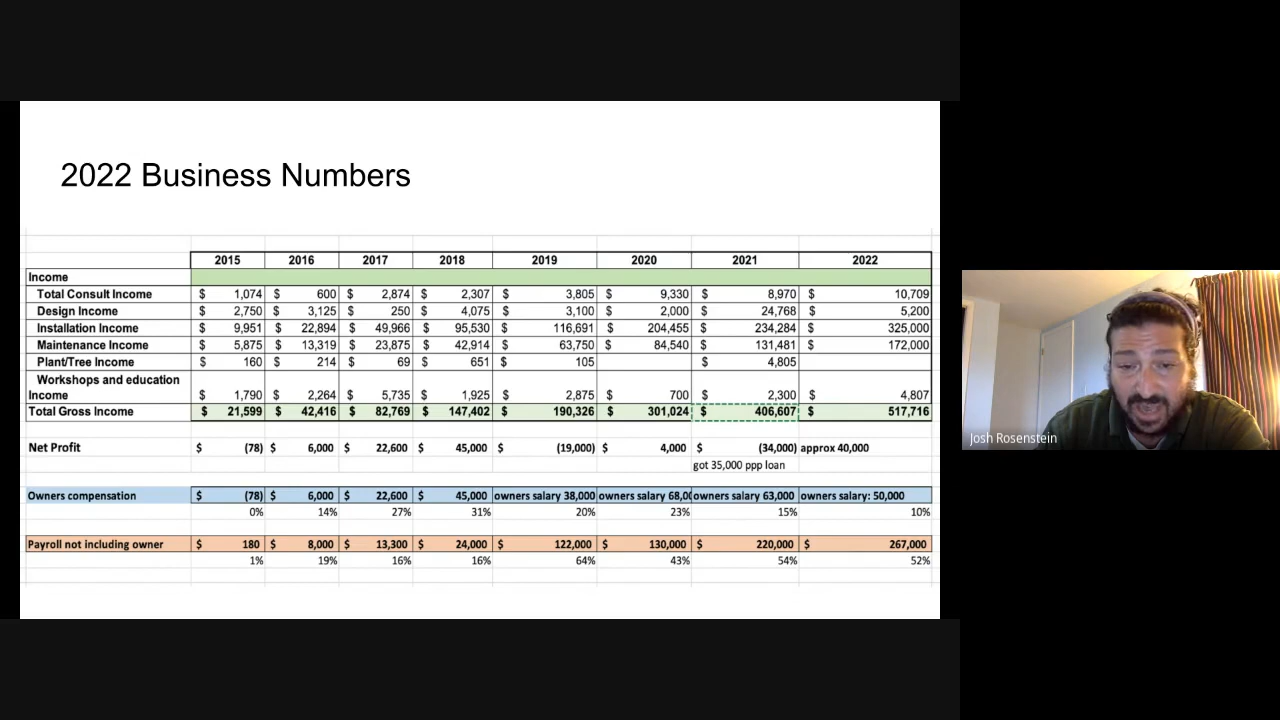 2022 Business Numbers
2015 2016 2017 2018 2019 2020 2021 2022
Income
Total Consult Income $ 1,074 $ 600 $ 2,874 $ 2,307 $ 3,805 $ 9,330 $ 8,970 $ 10,709
Design Income $ 2,750 $ 3,125 $ 250 $ 4,075 $ 3,100 $ 2,000 $ 24,768 $ 5,200
Installation Income $ 9,951 $ 22,894 $ 49,966 $ 95,530 $ 116,691 $ 204,455 $ 234,284 $ 325,000
Maintenance Income $ 5,875 $ 13,319 $ 23,875 $ 42,914 $ 63,750 $ 84,540 $ 131,481 $ 172,000
Plant/Tree Income $ 160 $ 214 $ 69 $ 651 $ 105 $ 4,805
Workshops and education
Income $ 1,790 $ 2,264 $ 5,735 $ 1,925 $ 2,875 $ 700 $ 2,300 $ 4,807
Total Gross Income $ 21,599 $ 42,416 $ 82,769 $ 147,402 $ 190,326 $ 301,024 $ 406,607 $ 517,716
Net Profit $ (78) $ 6,000 $ 22,600 $ 45,000 $ (19,000) $ 4,000 $ (34,000) approx 40,000
got 35,000 ppp loan
Owners compensation $ (78) $ 6,000 $ 22,600 $ 45,000 owners salary 38,000 owners salary 68,00 owners salary 63,000 owners salary: 50,000
0% 14% 27% 31% 20% 23% 15% 10%
Payroll not including owner $ 180 $ 8,000 $ 13,300 $ 24,000 $ 122,000 $ 130,000 $ 220,000 $ 267,000
1% 19% 16% 16% 64% 43% 54% 52%
Josh Rosenstein